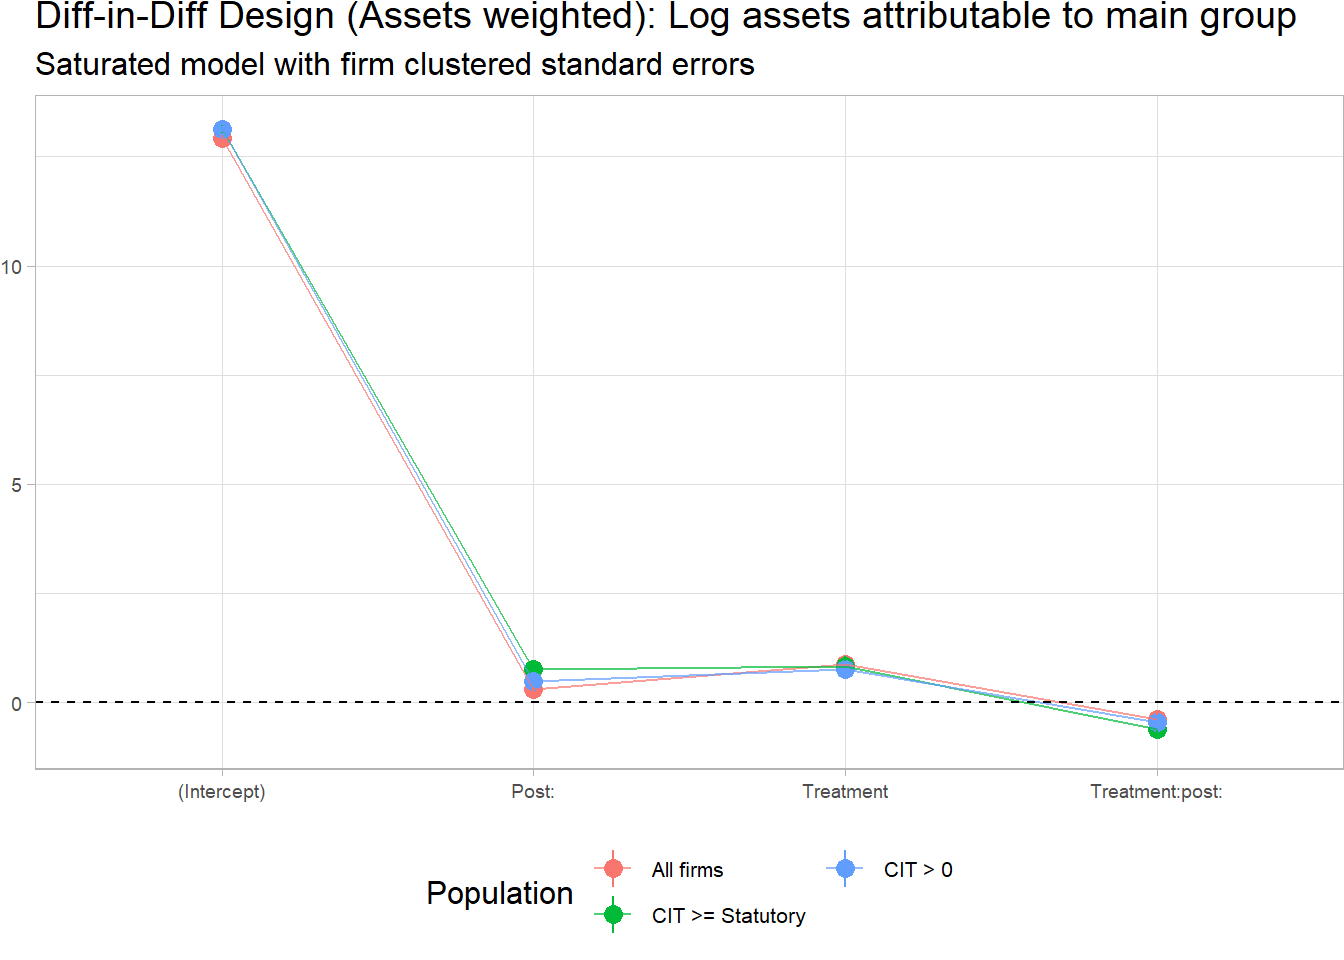 Diff-in-Diff Design (Assets weighted): Log assets attributable to main group
Saturated model with firm clustered standard errors
10
5
0
(Intercept)
Post:
Treatment
Treatment:post:
Population
All firms
CIT > 0
CIT >= Statutory